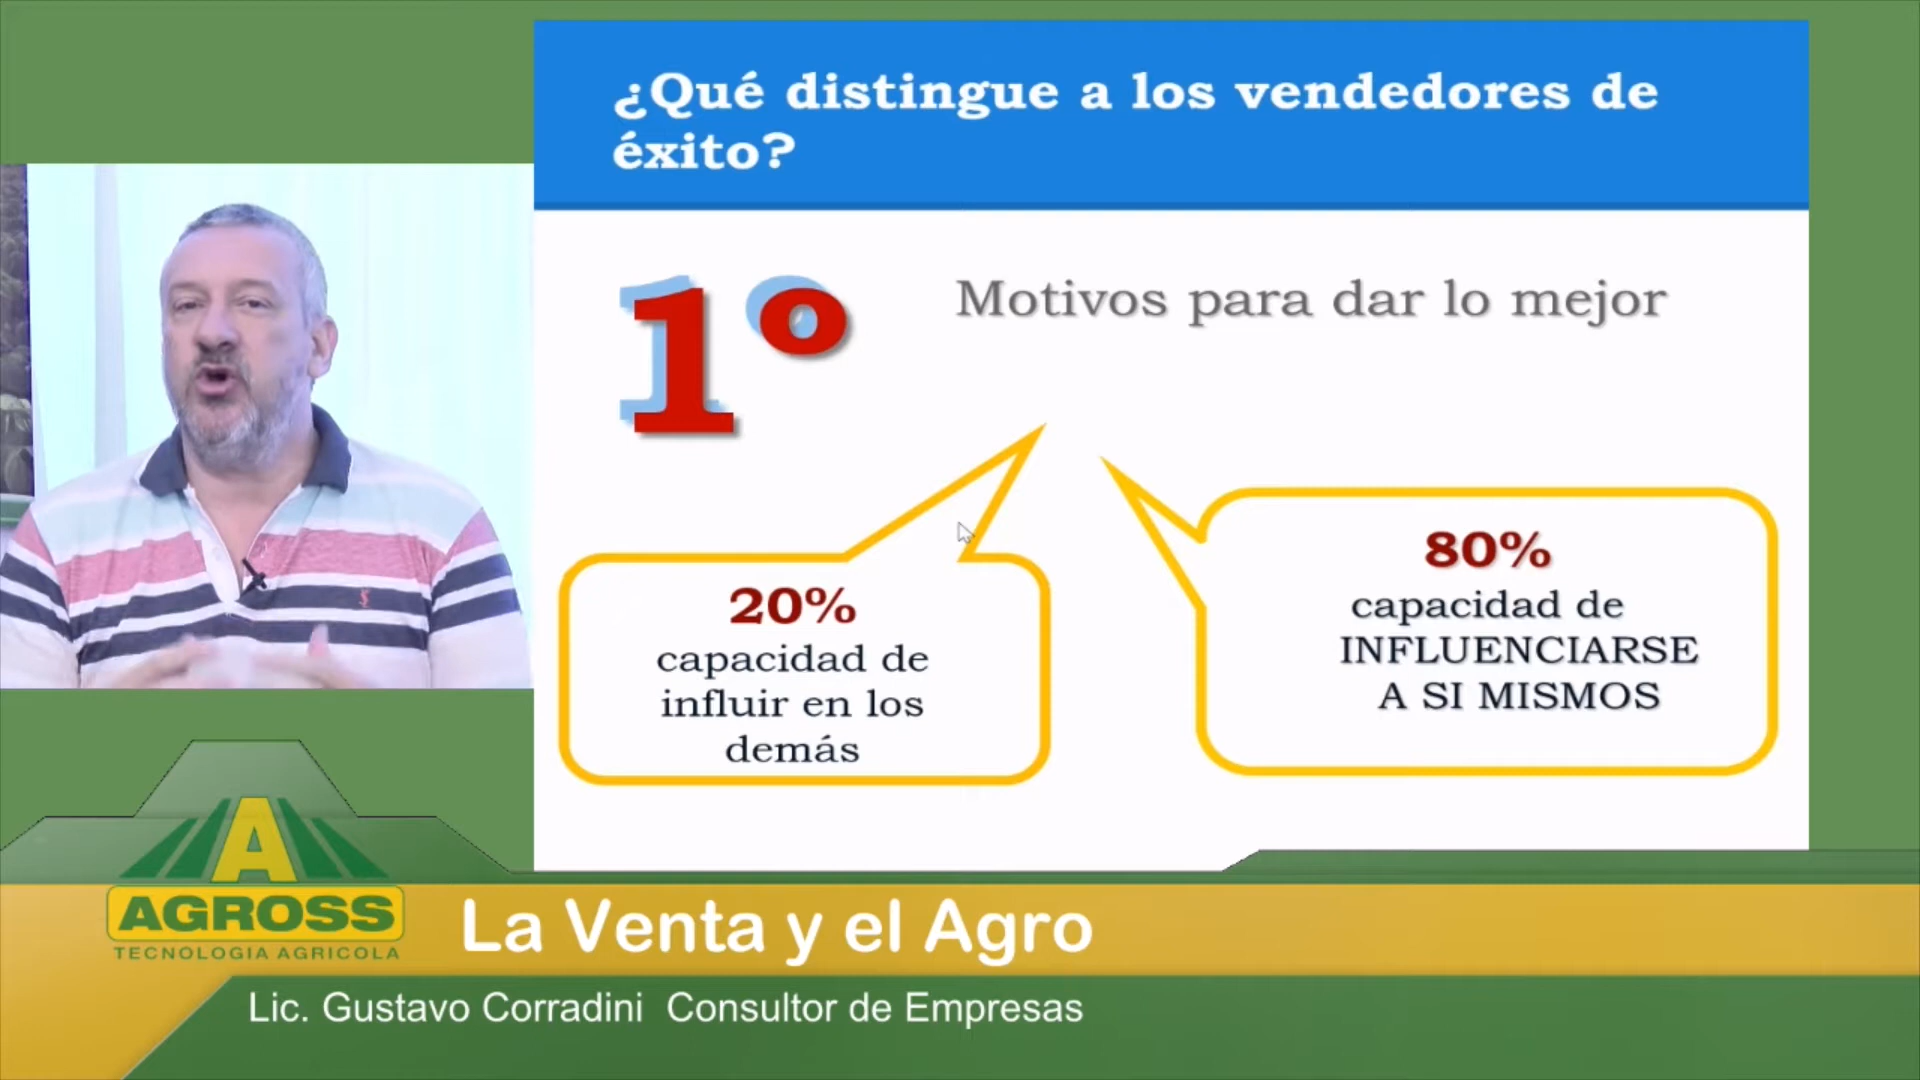 ¿Qué distingue a los vendedores de
éxito?
1º
Motivos para dar lo mejor
20%
capacidad de
influir en los
demás
80%
capacidad de
INFLUENCIARSE
A SI MISMOS
A
AGROSS
TECNOLOGIA AGRICOLA
La Venta y el Agro
Lic. Gustavo Corradini Consultor de Empresas